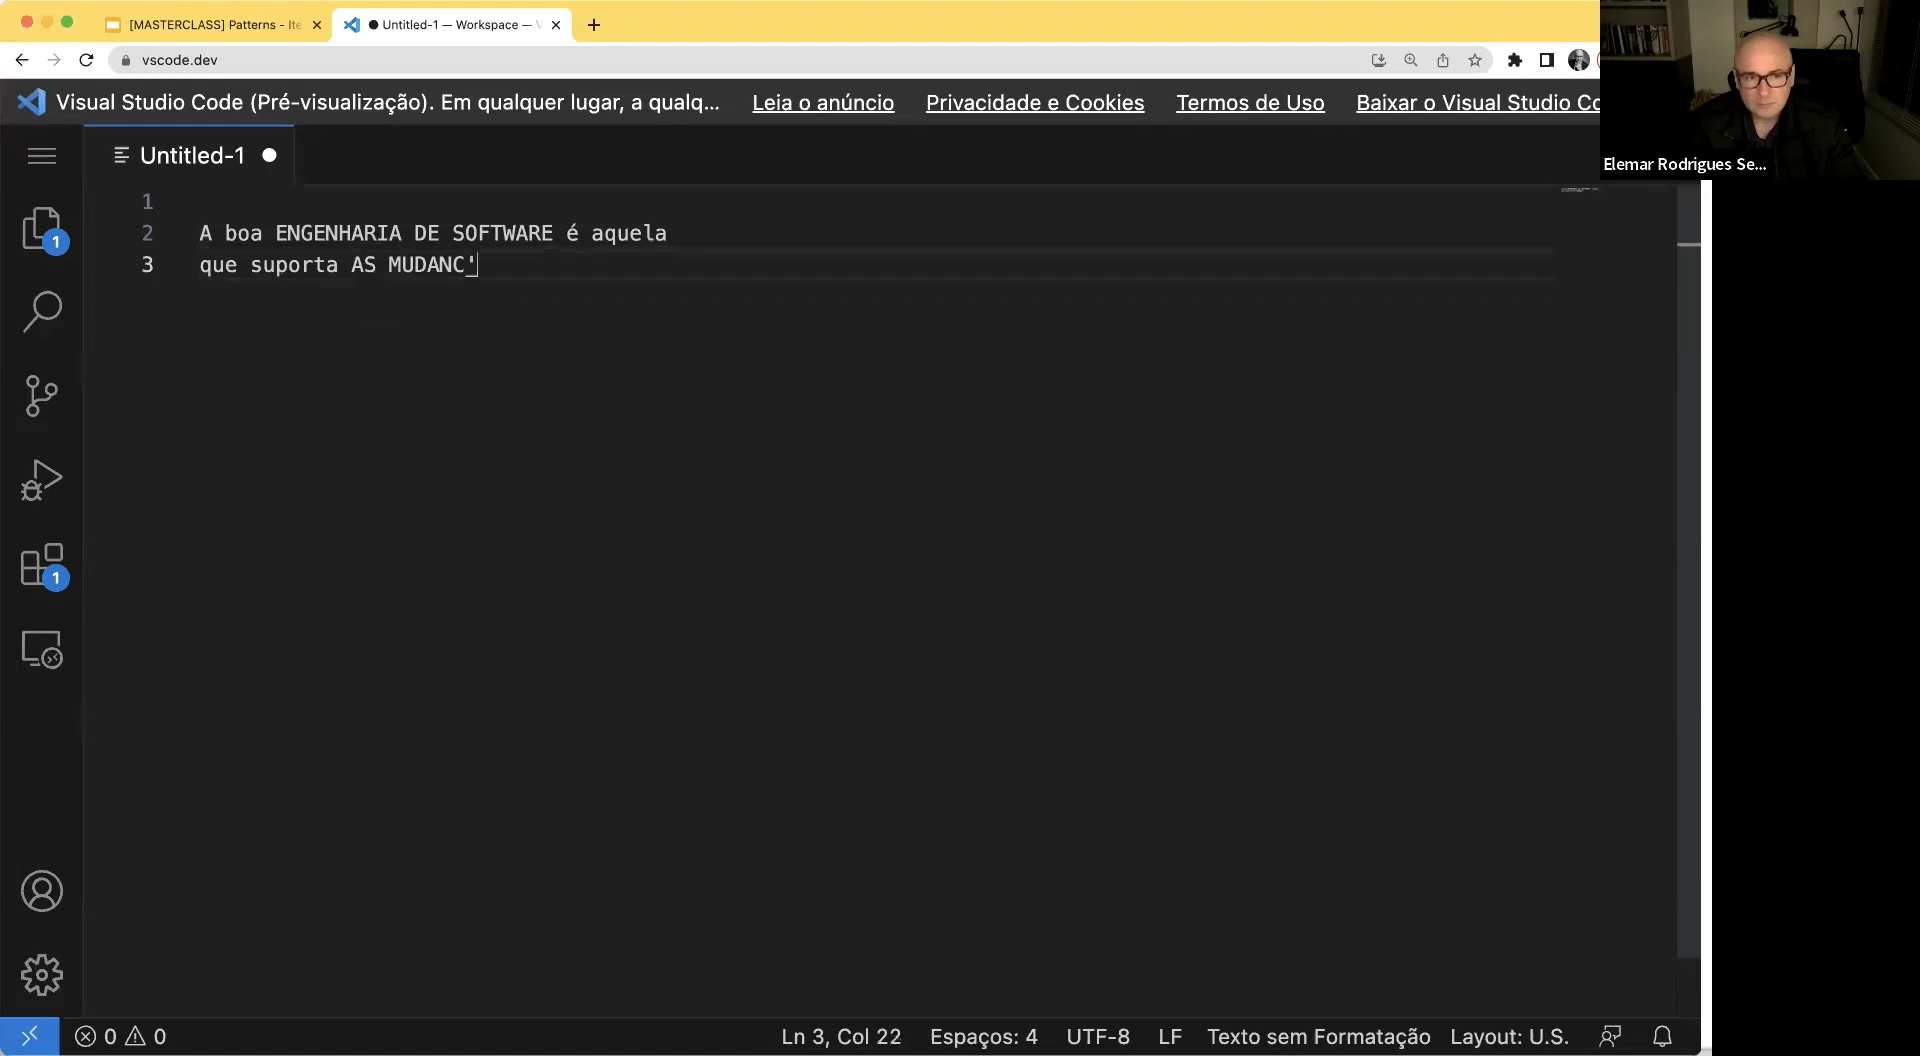 [MASTERCLASS] Patterns - Ite
Untitled-1 — Workspace —
vscode.dev
Visual Studio Code (Pré-visualização). Em qualquer lugar, a qualq... Leia o anúncio Privacidade e Cookies Termos de Uso Baixar o Visual Studio Co
Elemar Rodrigues Se...
Untitled-1
1
2 A boa ENGENHARIA DE SOFTWARE é aquela
3 que suporta AS MUDANC'
1
1
0 0 Ln 3, Col 22 Espaços: 4 UTF-8 LF Texto sem Formatação Layout: U.S.